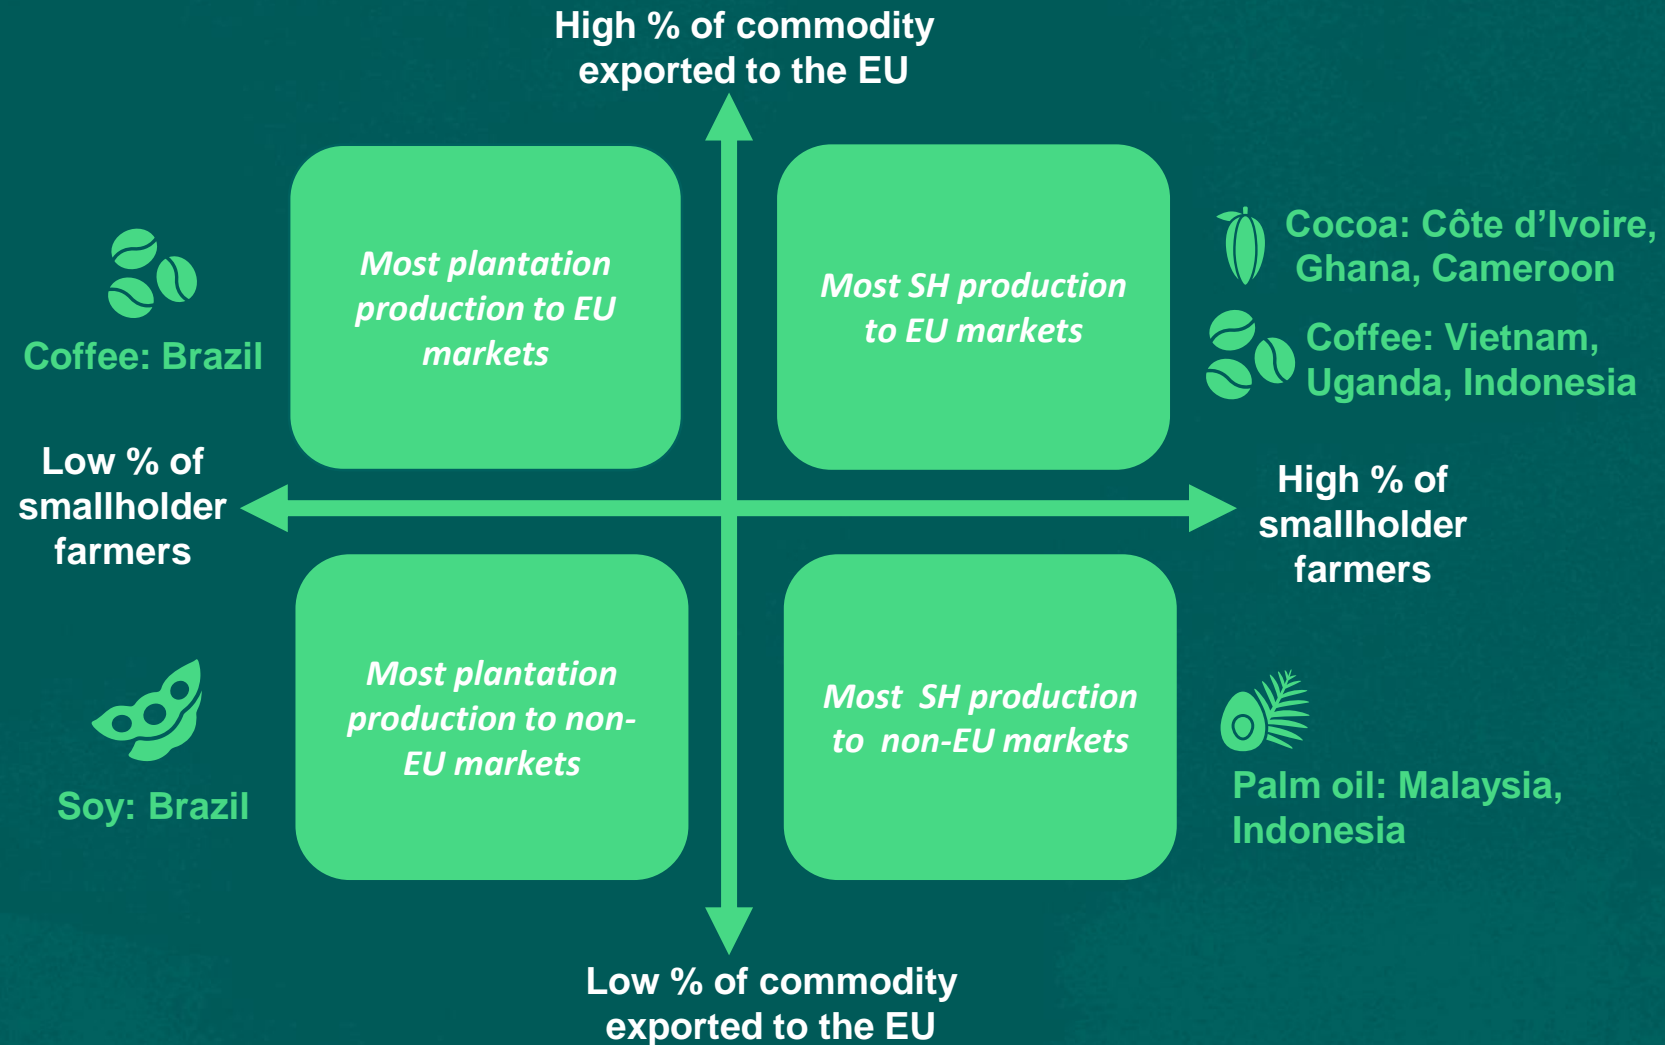 High % of commodity
exported to the EU
Most plantation
production to EU
markets
Most SH production
to EU markets
Coffee: Brazil
Cocoa: Côte d’Ivoire,
Ghana, Cameroon
Coffee: Vietnam,
Uganda, Indonesia
Low % of
smallholder
farmers
High % of
smallholder
farmers
Most plantation
production to non-
EU markets
Most SH production
to non-EU markets
Soy: Brazil
Palm oil: Malaysia,
Indonesia
Low % of commodity
exported to the EU